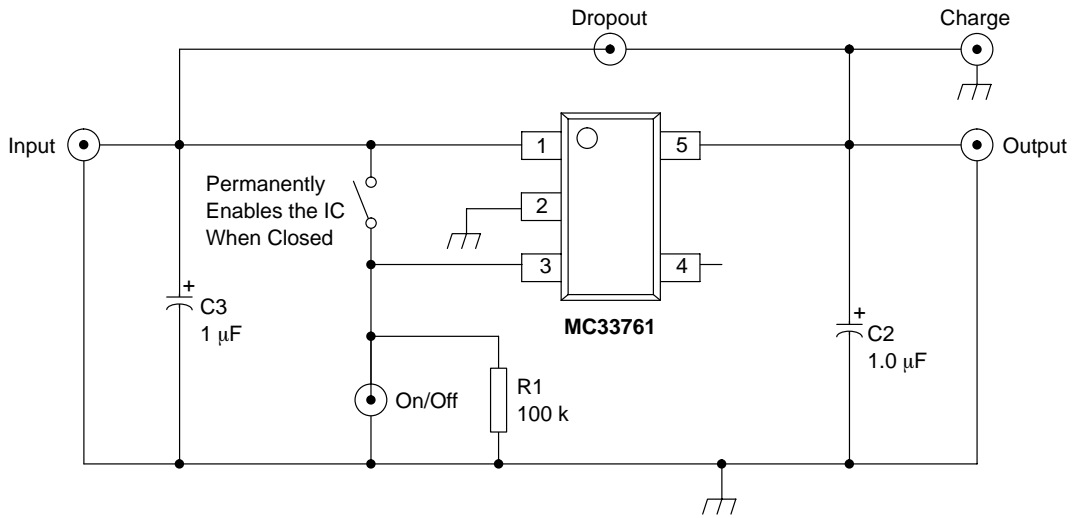 Dropout
Charge
Input
1
5
Output
Permanently
Enables the IC
When Closed
2
3
4
+
C3
1 μF
MC33761
+
C2
1.0 μF
On/Off
R1
100 k